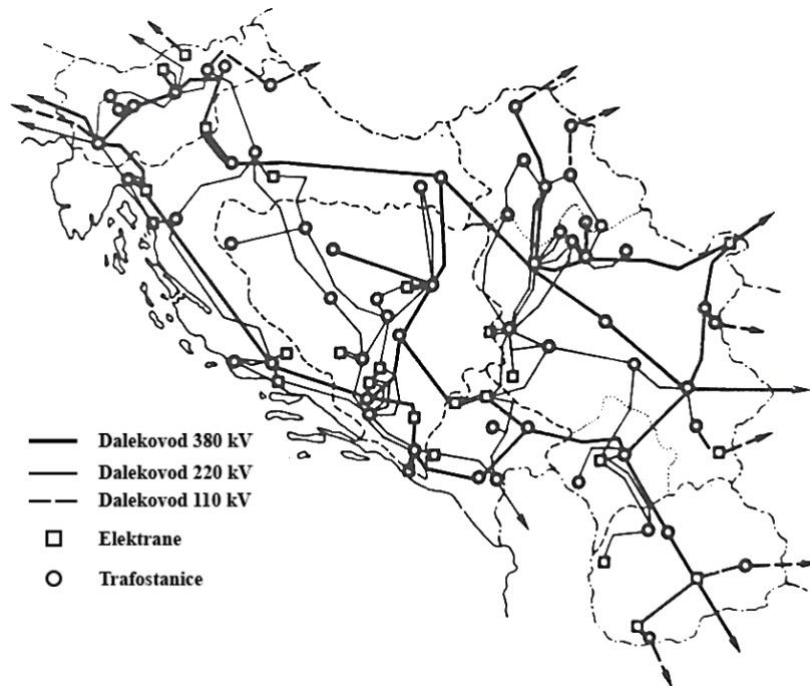 Dalekovod 380 kV
Dalekovod 220 kV
Dalekovod 110 kV
Elektrane
Trafostanice